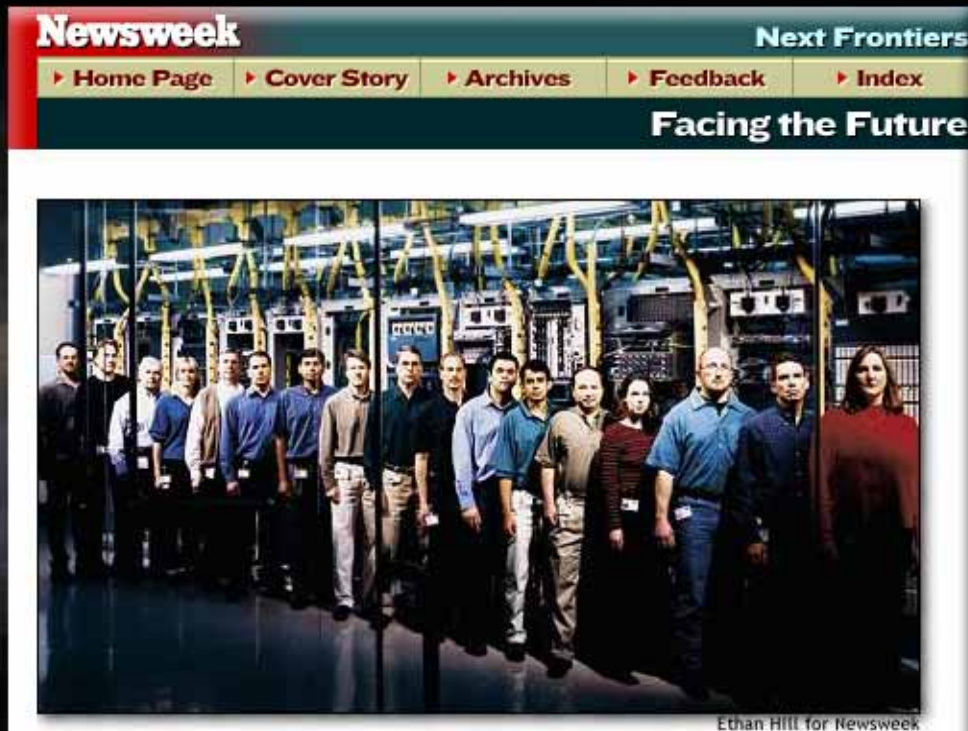 Newsweek Next Frontiers
Home Page Cover Story Archives Feedback Index
Facing the Future
Ethan Hill for Newsweek